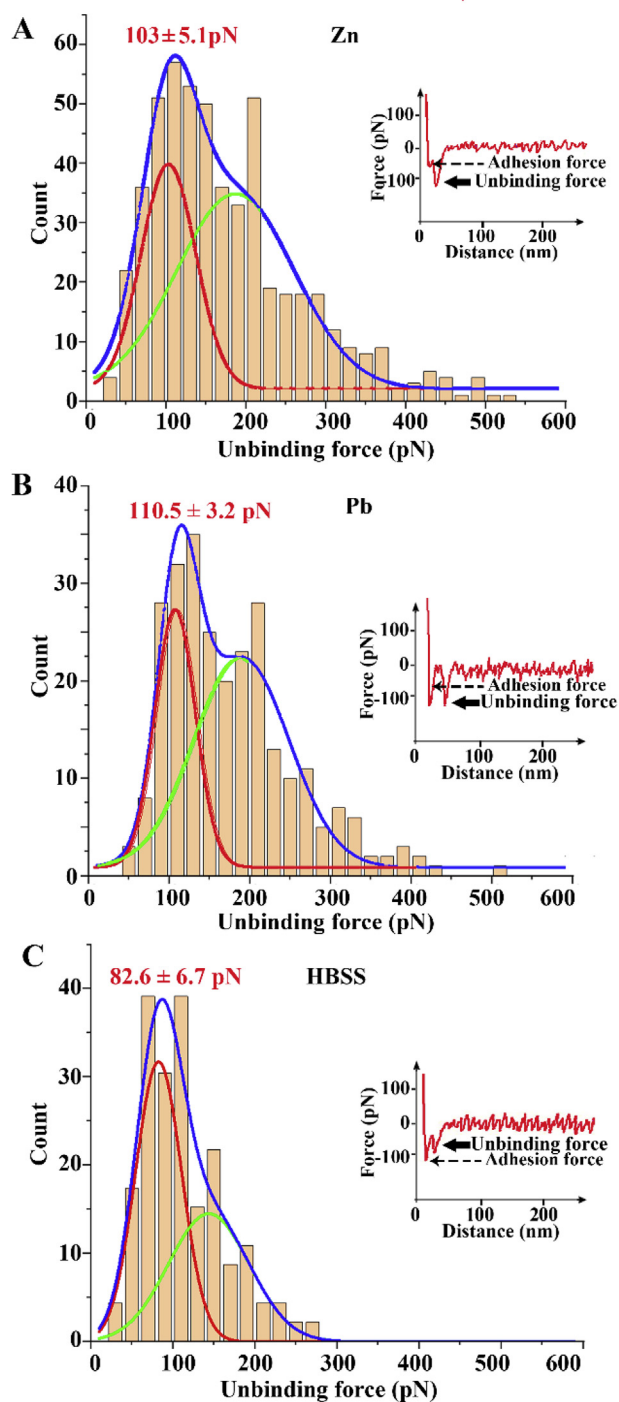 A
103±5.1pN
Zn
60
50
40
30
20
10
0
Count
0
100
200
300
400
500
600
Unbinding force (pN)
Force (pN)
100
0
100
Adhesion force
Unbinding force
0
100
200
Distance (nm)
B
110.5 ± 3.2 pN
Pb
40
30
20
10
0
Count
0
100
200
300
400
500
600
Unbinding force (pN)
Force (pN)
100
0
-100
Adhesion force
Unbinding force
0
100
200
Distance (nm)
C
82.6 ± 6.7 pN
HBSS
40
30
20
10
0
Count
0
100
200
300
400
500
600
Unbinding force (pN)
Force (pN)
100
0
-100
Unbinding force
Adhesion force
0
100
200
Distance (nm)